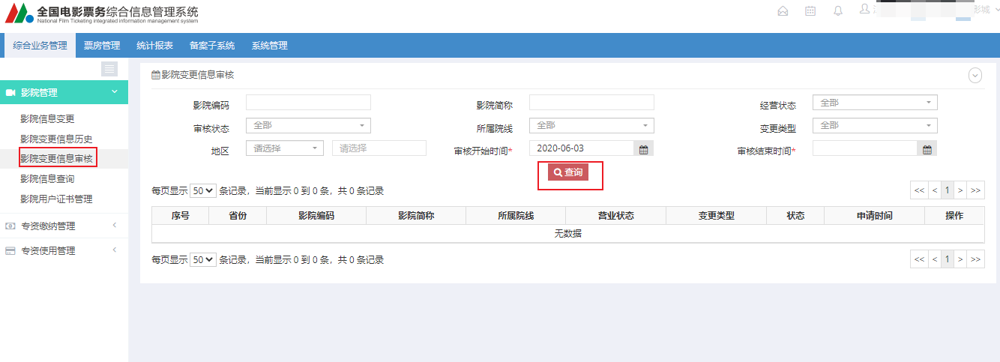 全国电影票务综合信息管理系统
National Film Ticketing integrated information management system
影城
综合业务管理 票房管理 统计报表 备案子系统 系统管理
影院管理
影院信息变更
影院变更信息历史
影院变更信息审核
影院信息查询
影院用户证书管理
专资缴纳管理
专资使用管理
影院变更信息审核
影院编码 影院简称 经营状态 全部
审核状态 全部 所属院线 全部 变更类型 全部
地区 请选择 请选择 审核开始时间* 2020-06-03 审核结束时间*
查询
每页显示 50 条记录，当前显示 0 到 0 条，共 0 条记录 << < 1 > >>
序号 省份 影院编码 影院简称 所属院线 营业状态 变更类型 状态 申请时间 操作
无数据
每页显示 50 条记录，当前显示 0 到 0 条，共 0 条记录 << < 1 > >>